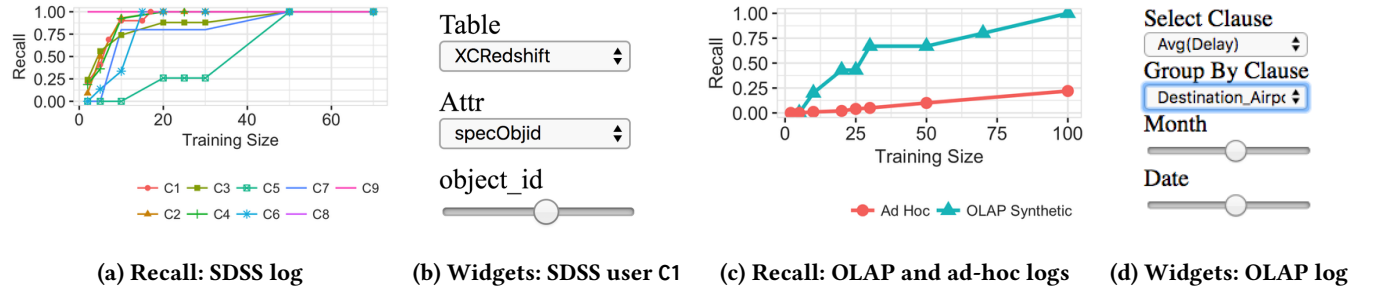 Recall
1.00
0.75
0.50
0.25
0.00
0 20 40 60
Training Size
C1 C3 C5 C7 C9
C2 C4 C6 C8
(a) Recall: SDSS log
Table
XCRedshift
Attr
specObjid
object_id
(b) Widgets: SDSS user C1
Recall
1.00
0.75
0.50
0.25
0.00
0 25 50 75 100
Training Size
Ad Hoc OLAP Synthetic
(c) Recall: OLAP and ad-hoc logs
Select Clause
Avg(Delay)
Group By Clause
Destination_Airpo
Month
Date
(d) Widgets: OLAP log